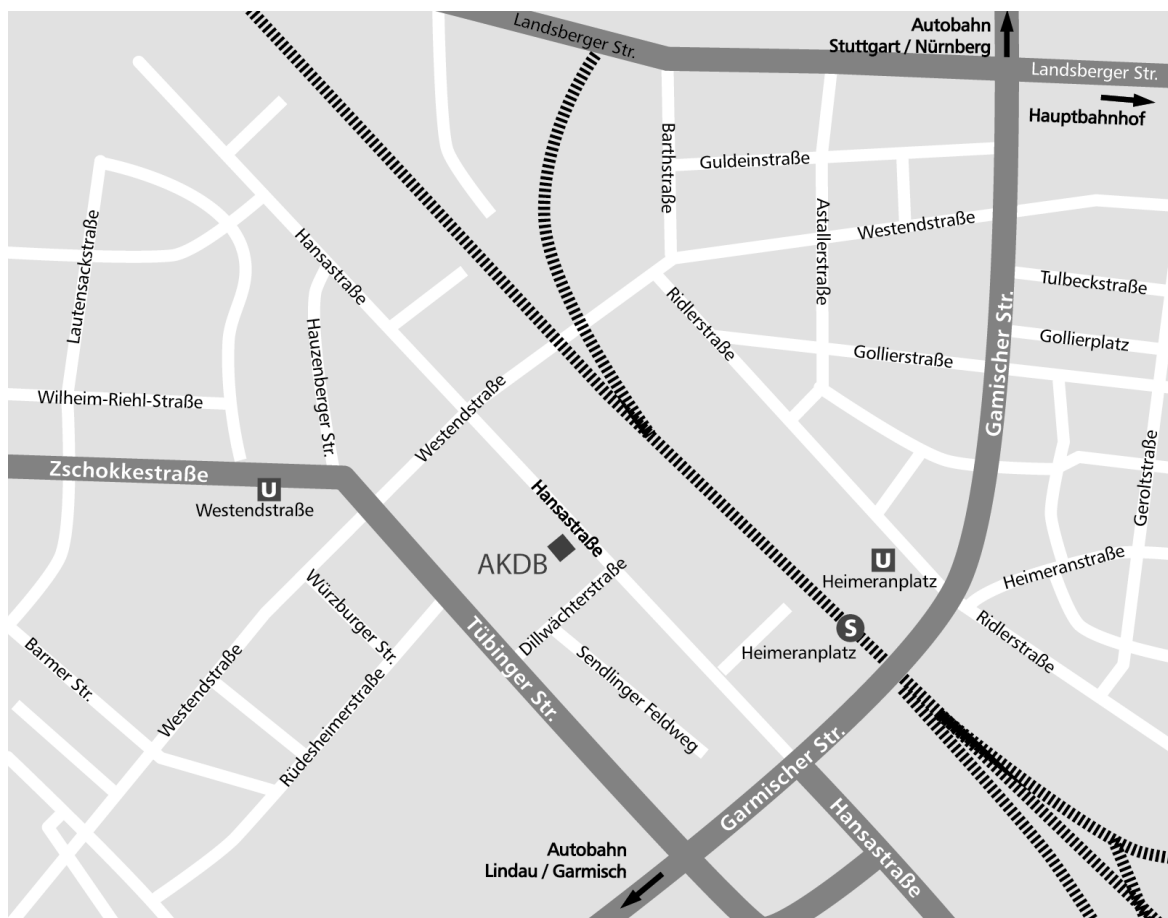 Landsberger Str.
Autobahn
Stuttgart / Nürnberg
Landsberger Str.
Hauptbahnhof
Barthstraße
Guldeinstraße
Astallerstraße
Westendstraße
Lautensackstraße
Hansastraße
Hauzenberger Str.
Ridlerstraße
Tulbeckstraße
Gollierplatz
Gollierstraße
Gamischer Str.
Wilheim-Riehl-Straße
Westendstraße
Geroltstraße
Zschokkestraße
U
Westendstraße
Hansastraße
AKDB
U
Heimeranplatz
Heimeranstraße
Würzburger Str.
Dillwächterstraße
S
Heimeranplatz
Ridlerstraße
Barmer Str.
Westendstraße
Rüdesheimerstraße
Tübinger Str.
Sendlinger Feldweg
Garmischer Str.
Hansastraße
Autobahn
Lindau / Garmisch